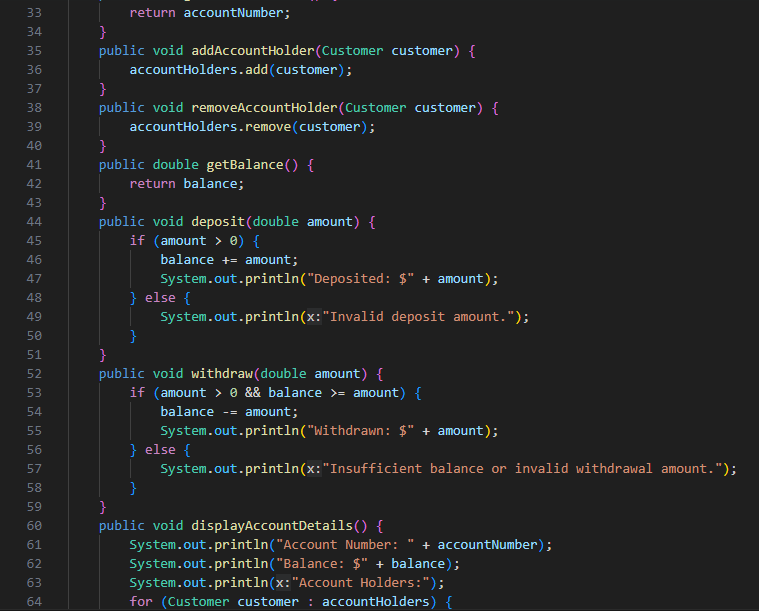 33 return accountNumber;
34 }
35 public void addAccountHolder(Customer customer) {
36 accountHolders.add(customer);
37 }
38 public void removeAccountHolder(Customer customer) {
39 accountHolders.remove(customer);
40 }
41 public double getBalance() {
42 return balance;
43 }
44 public void deposit(double amount) {
45 if (amount > 0) {
46 balance += amount;
47 System.out.println("Deposited: $" + amount);
48 } else {
49 System.out.println(x:"Invalid deposit amount.");
50 }
51 }
52 public void withdraw(double amount) {
53 if (amount > 0 && balance >= amount) {
54 balance -= amount;
55 System.out.println("Withdrawn: $" + amount);
56 } else {
57 System.out.println(x:"Insufficient balance or invalid withdrawal amount.");
58 }
59 }
60 public void displayAccountDetails() {
61 System.out.println("Account Number: " + accountNumber);
62 System.out.println("Balance: $" + balance);
63 System.out.println(x:"Account Holders:");
64 for (Customer customer : accountHolders) {